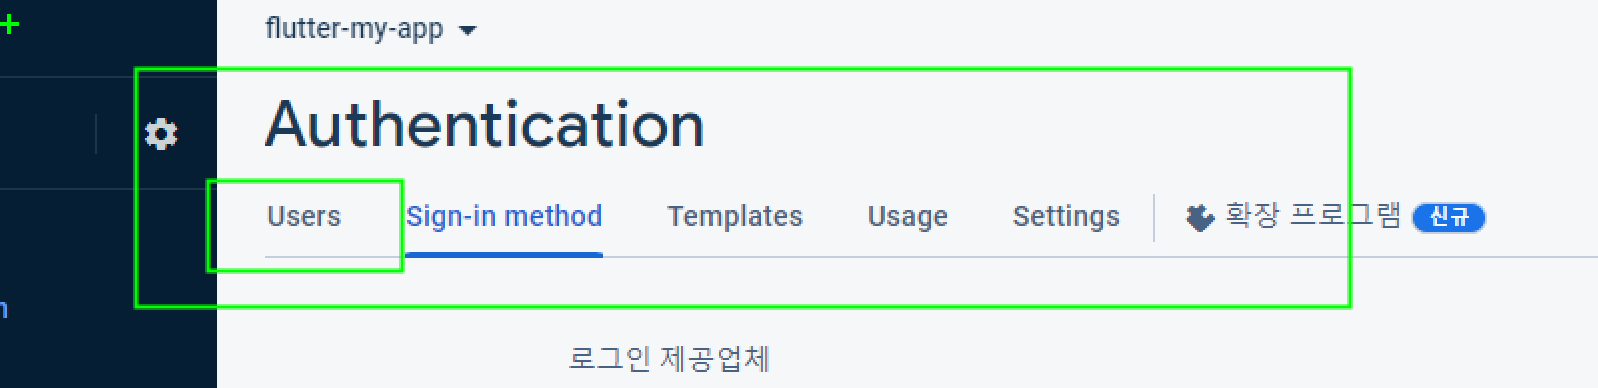 flutter-my-app
Authentication
Users Sign-in method Templates Usage Settings 확장 프로그램 신규
로그인 제공업체